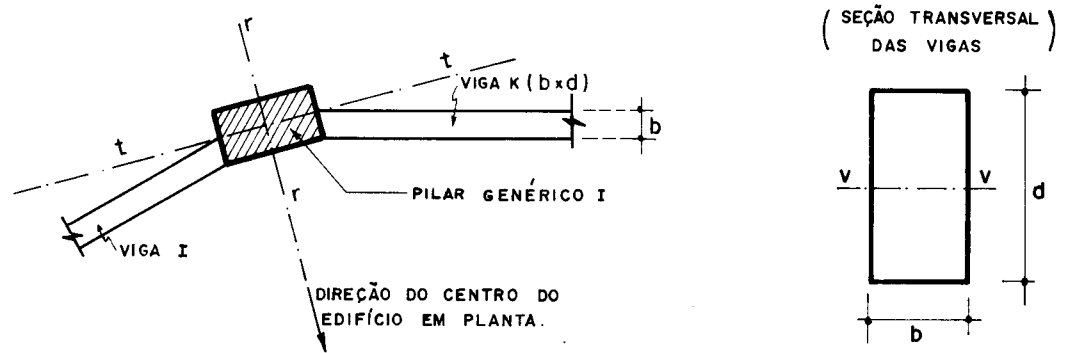 r
t
VIGA K (b×d)
b
t
r
PILAR GENÉRICO I
VIGA I
DIREÇÃO DO CENTRO DO
EDIFÍCIO EM PLANTA.
(SEÇÃO TRANSVERSAL
DAS VIGAS)
v v
d
b